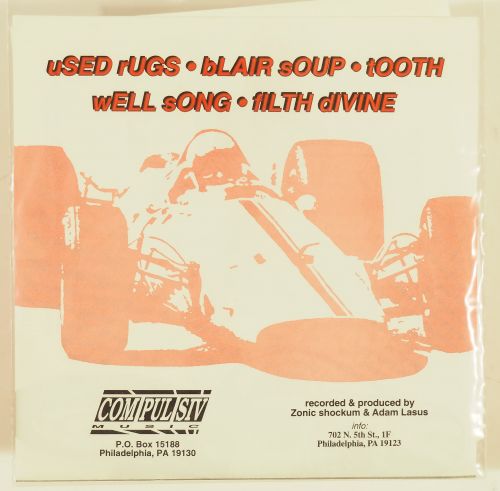 uSED rUGS • bLAIR sOUP • tOOTH
wELL sONG • fILTH dIVINE
COMPULSIV
MUSIC
P.O. Box 15188
Philadelphia, PA 19130
recorded & produced by
Zonic shockum & Adam Lasus
info:
702 N. 5th St., 1F
Philadelphia, PA 19123